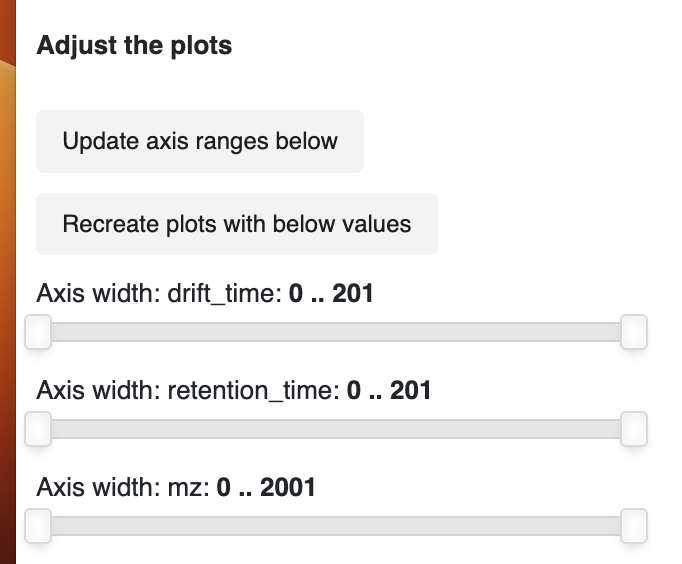 Adjust the plots
Update axis ranges below
Recreate plots with below values
Axis width: drift_time: 0 .. 201
Axis width: retention_time: 0 .. 201
Axis width: mz: 0 .. 2001